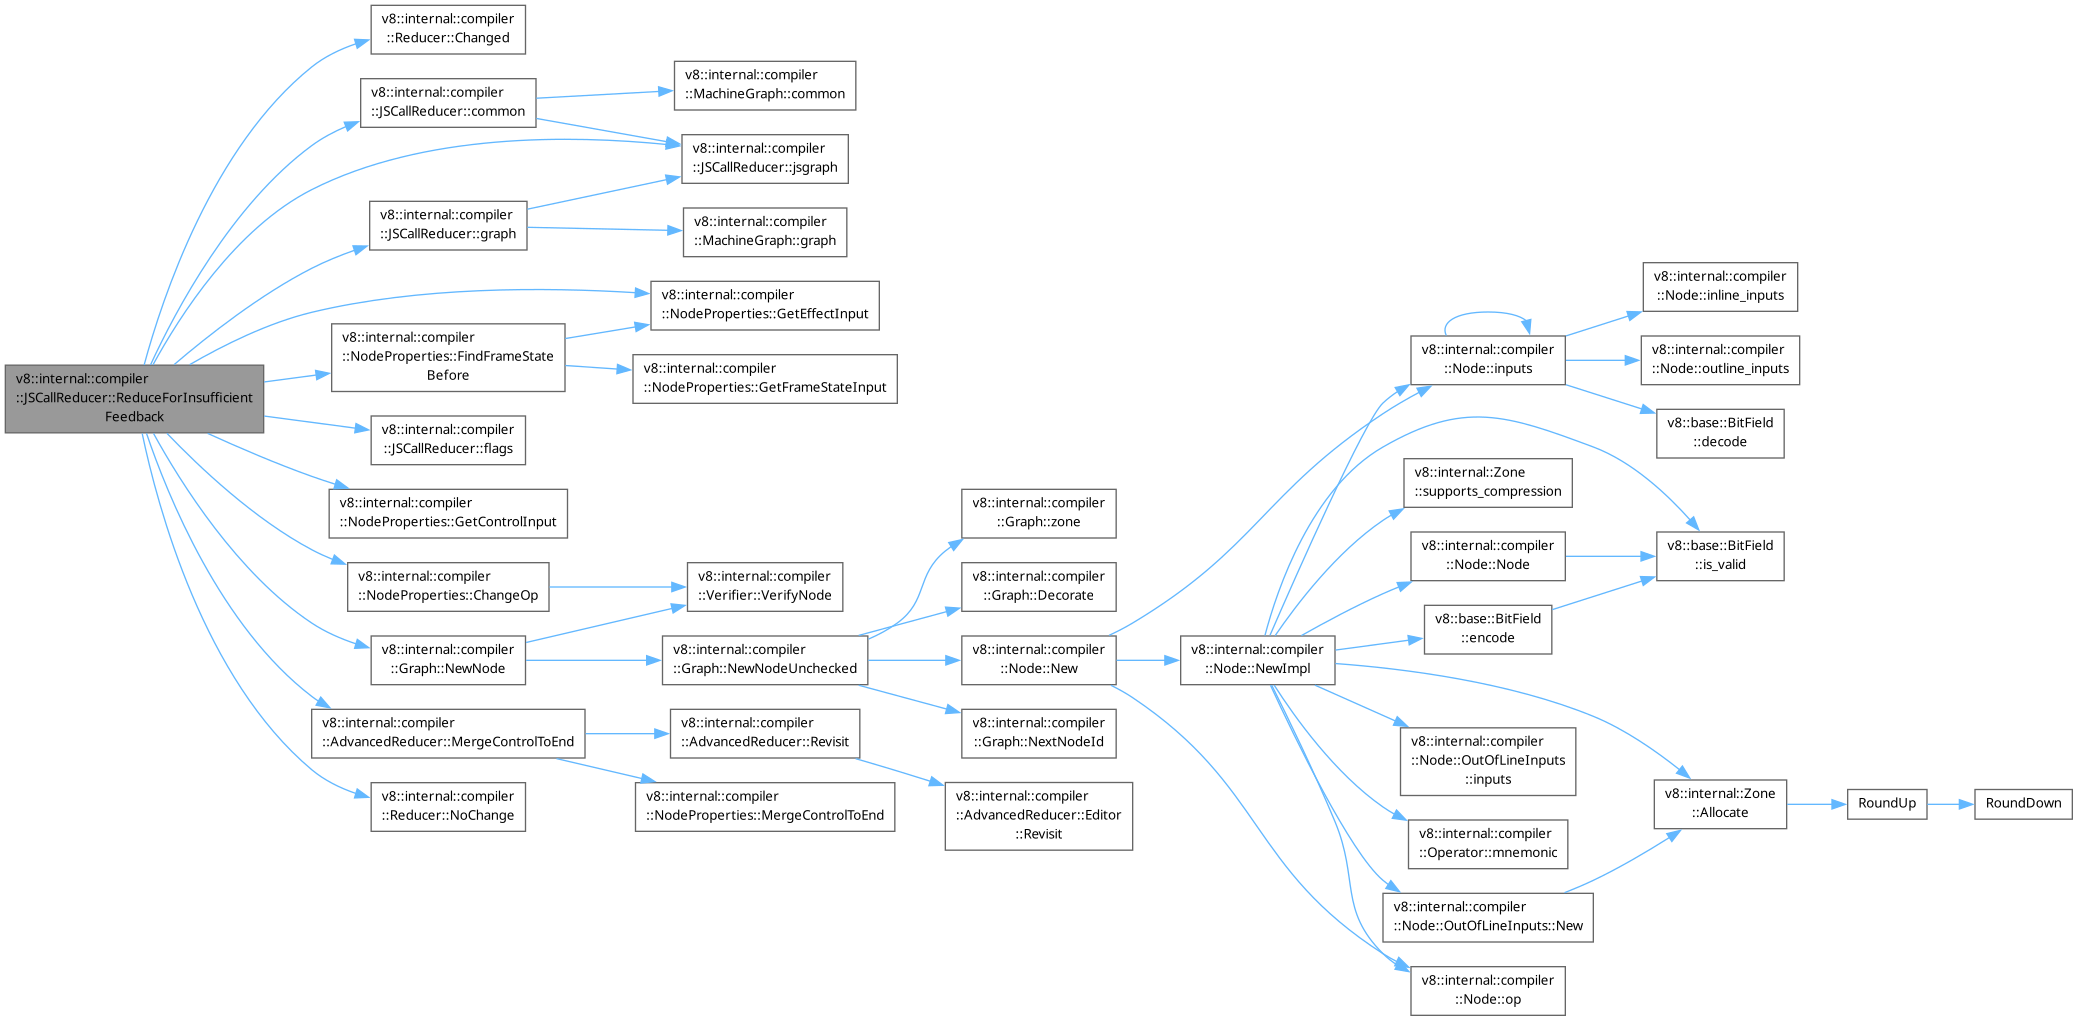 v8::internal::compiler
::JSCallReducer::ReduceForInsufficient
Feedback
v8::internal::compiler
::Reducer::Changed
v8::internal::compiler
::JSCallReducer::common
v8::internal::compiler
::MachineGraph::common
v8::internal::compiler
::JSCallReducer::jsgraph
v8::internal::compiler
::JSCallReducer::graph
v8::internal::compiler
::MachineGraph::graph
v8::internal::compiler
::NodeProperties::GetEffectInput
v8::internal::compiler
::NodeProperties::FindFrameState
Before
v8::internal::compiler
::NodeProperties::GetFrameStateInput
v8::internal::compiler
::JSCallReducer::flags
v8::internal::compiler
::NodeProperties::GetControlInput
v8::internal::compiler
::NodeProperties::ChangeOp
v8::internal::compiler
::Verifier::VerifyNode
v8::internal::compiler
::Graph::NewNode
v8::internal::compiler
::Graph::NewNodeUnchecked
v8::internal::compiler
::AdvancedReducer::MergeControlToEnd
v8::internal::compiler
::AdvancedReducer::Revisit
v8::internal::compiler
::NodeProperties::MergeControlToEnd
v8::internal::compiler
::Reducer::NoChange
v8::internal::compiler
::Graph::zone
v8::internal::compiler
::Graph::Decorate
v8::internal::compiler
::Node::New
v8::internal::compiler
::Graph::NextNodeId
v8::internal::compiler
::AdvancedReducer::Editor
::Revisit
v8::internal::compiler
::Node::NewImpl
v8::internal::compiler
::Node::inputs
v8::internal::compiler
::Node::inline_inputs
v8::internal::compiler
::Node::outline_inputs
v8::base::BitField
::decode
v8::internal::Zone
::supports_compression
v8::internal::compiler
::Node::Node
v8::base::BitField
::is_valid
v8::base::BitField
::encode
v8::internal::compiler
::Node::OutOfLineInputs
::inputs
v8::internal::compiler
::Operator::mnemonic
v8::internal::compiler
::Node::OutOfLineInputs::New
v8::internal::compiler
::Node::op
v8::internal::Zone
::Allocate
RoundUp
RoundDown